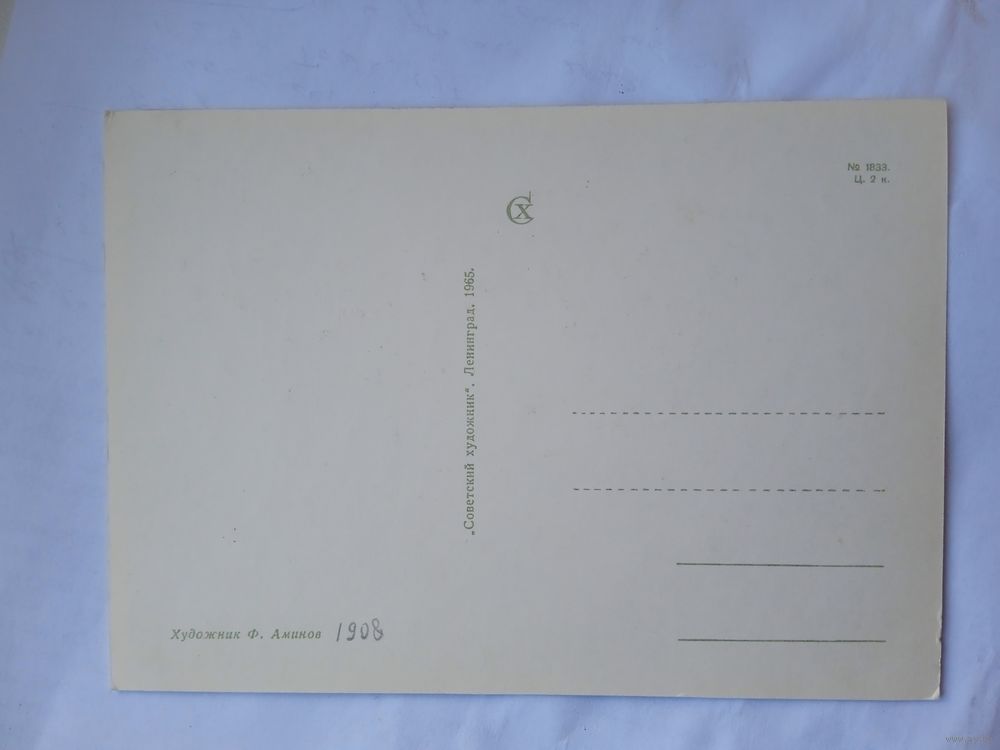 № 1833.
Ц. 2 к.
СХ
„Советский художник“. Ленинград. 1965.
Художник Ф. Аминов 1908